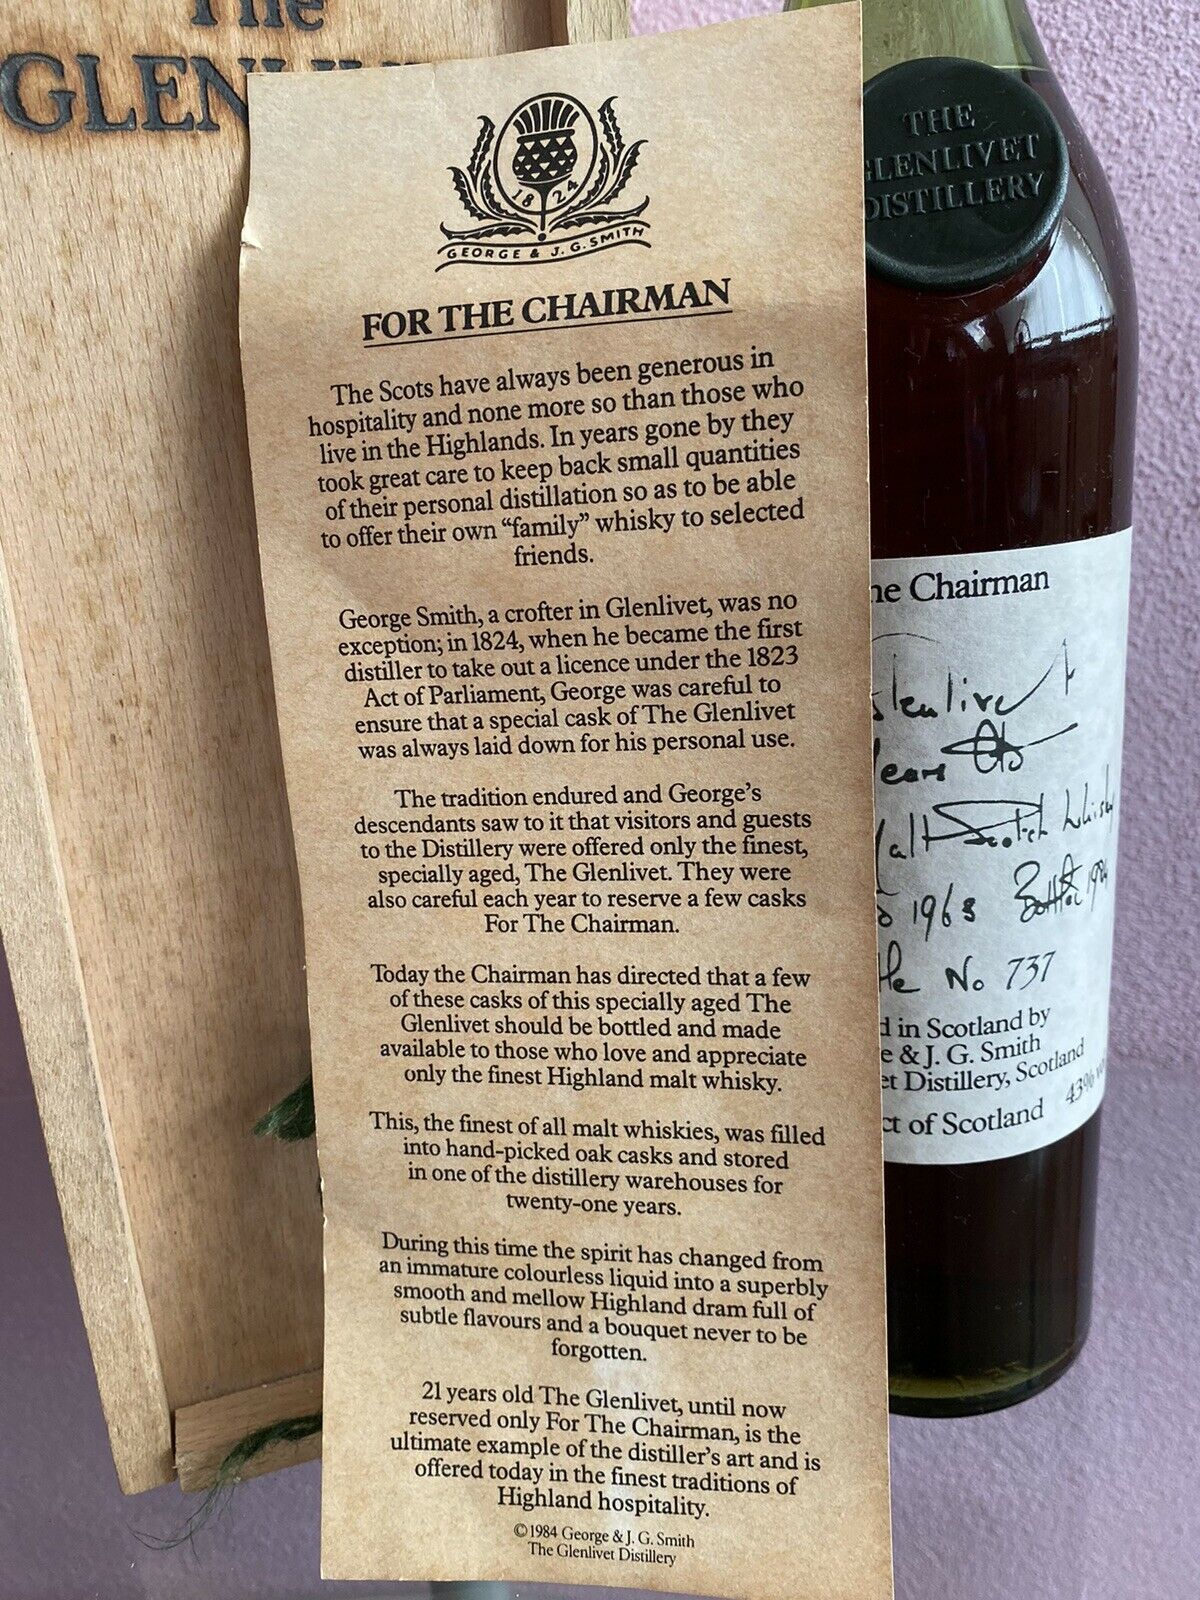 The
GLENLIV
18 24
GEORGE & J. G. SMITH
FOR THE CHAIRMAN
The Scots have always been generous in
hospitality and none more so than those who
live in the Highlands. In years gone by they
took great care to keep back small quantities
of their personal distillation so as to be able
to offer their own “family” whisky to selected
friends.
George Smith, a crofter in Glenlivet, was no
exception; in 1824, when he became the first
distiller to take out a licence under the 1823
Act of Parliament, George was careful to
ensure that a special cask of The Glenlivet
was always laid down for his personal use.
The tradition endured and George’s
descendants saw to it that visitors and guests
to the Distillery were offered only the finest,
specially aged, The Glenlivet. They were
also careful each year to reserve a few casks
For The Chairman.
Today the Chairman has directed that a few
of these casks of this specially aged The
Glenlivet should be bottled and made
available to those who love and appreciate
only the finest Highland malt whisky.
This, the finest of all malt whiskies, was filled
into hand-picked oak casks and stored
in one of the distillery warehouses for
twenty-one years.
During this time the spirit has changed from
an immature colourless liquid into a superbly
smooth and mellow Highland dram full of
subtle flavours and a bouquet never to be
forgotten.
21 years old The Glenlivet, until now
reserved only For The Chairman, is the
ultimate example of the distiller’s art and is
offered today in the finest traditions of
Highland hospitality.
©1984 George & J. G. Smith
The Glenlivet Distillery
THE
GLENLIVET
DISTILLERY
he Chairman
Glenlivet
ears Old
Malt Scotch Whisky
1963 Bottled 1984
No 737
d in Scotland by
e & J. G. Smith
et Distillery, Scotland
ct of Scotland 43%